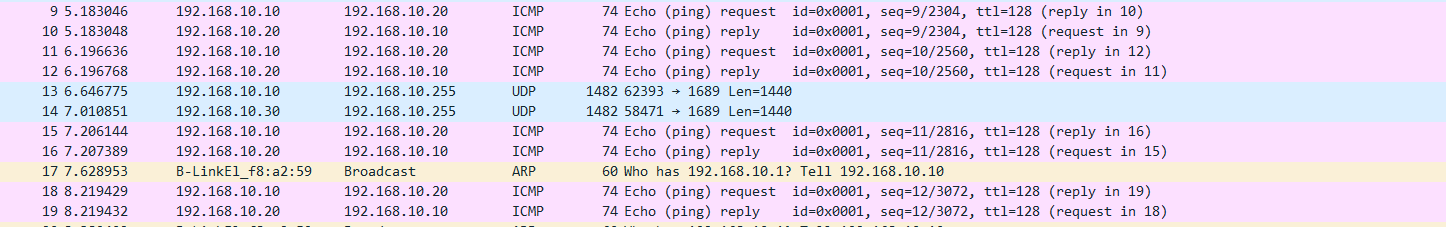 9 5.183046 192.168.10.10 192.168.10.20 ICMP 74 Echo (ping) request id=0x0001, seq=9/2304, ttl=128 (reply in 10)
10 5.183048 192.168.10.20 192.168.10.10 ICMP 74 Echo (ping) reply id=0x0001, seq=9/2304, ttl=128 (request in 9)
11 6.196636 192.168.10.10 192.168.10.20 ICMP 74 Echo (ping) request id=0x0001, seq=10/2560, ttl=128 (reply in 12)
12 6.196768 192.168.10.20 192.168.10.10 ICMP 74 Echo (ping) reply id=0x0001, seq=10/2560, ttl=128 (request in 11)
13 6.646775 192.168.10.10 192.168.10.255 UDP 1482 62393 → 1689 Len=1440
14 7.010851 192.168.10.30 192.168.10.255 UDP 1482 58471 → 1689 Len=1440
15 7.206144 192.168.10.10 192.168.10.20 ICMP 74 Echo (ping) request id=0x0001, seq=11/2816, ttl=128 (reply in 16)
16 7.207389 192.168.10.20 192.168.10.10 ICMP 74 Echo (ping) reply id=0x0001, seq=11/2816, ttl=128 (request in 15)
17 7.628953 B-LinkEl_f8:a2:59 Broadcast ARP 60 Who has 192.168.10.1? Tell 192.168.10.10
18 8.219429 192.168.10.10 192.168.10.20 ICMP 74 Echo (ping) request id=0x0001, seq=12/3072, ttl=128 (reply in 19)
19 8.219432 192.168.10.20 192.168.10.10 ICMP 74 Echo (ping) reply id=0x0001, seq=12/3072, ttl=128 (request in 18)